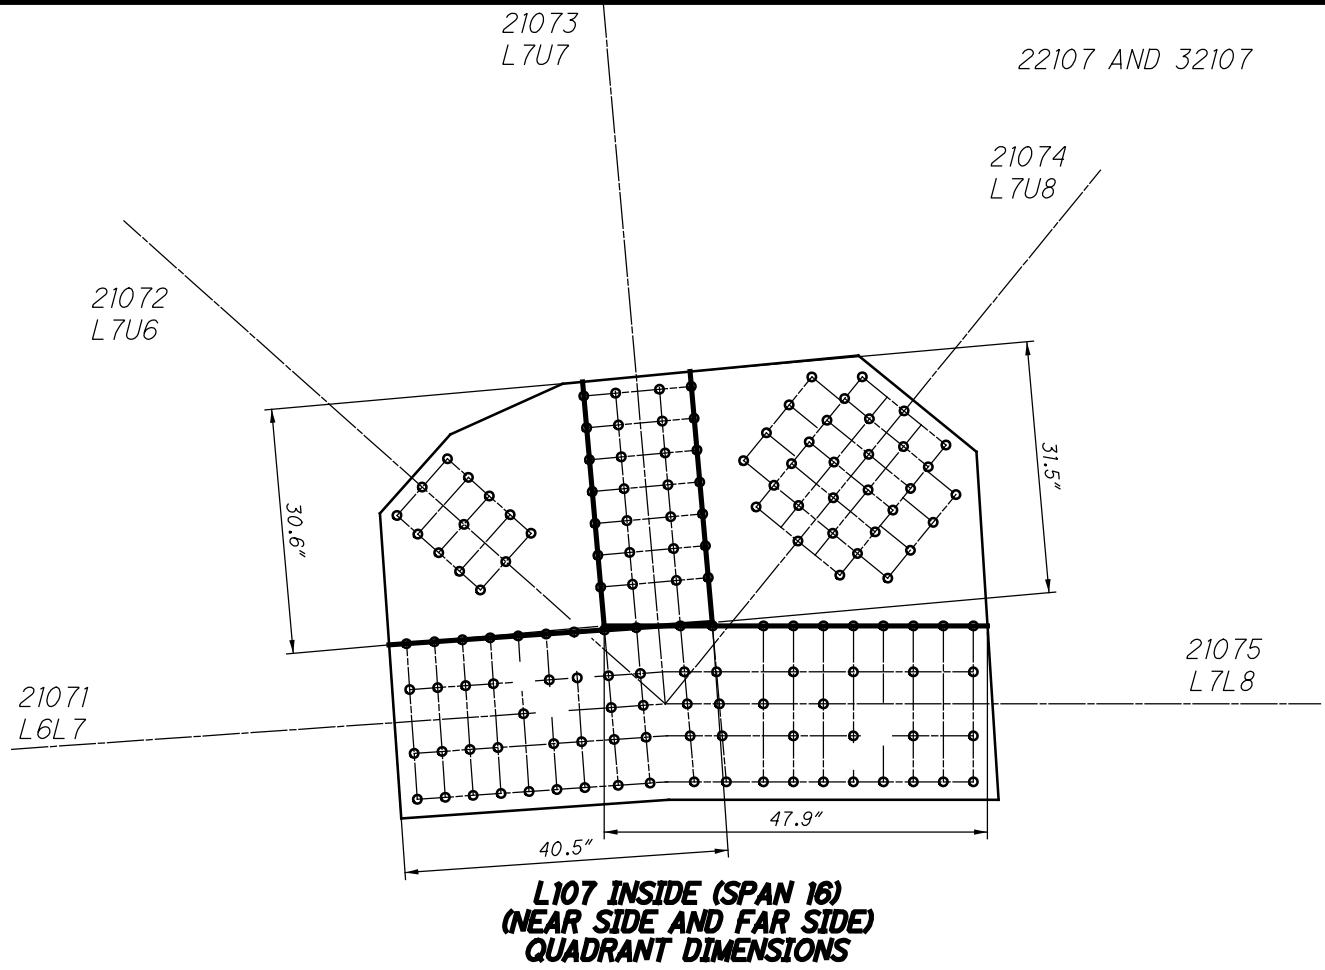 21073
L7U7
22107 AND 32107
21074
L7U8
21072
L7U6
31.5"
30.6"
21075
L7L8
21071
L6L7
47.9"
40.5"
L107 INSIDE (SPAN 16)
(NEAR SIDE AND FAR SIDE)
QUADRANT DIMENSIONS